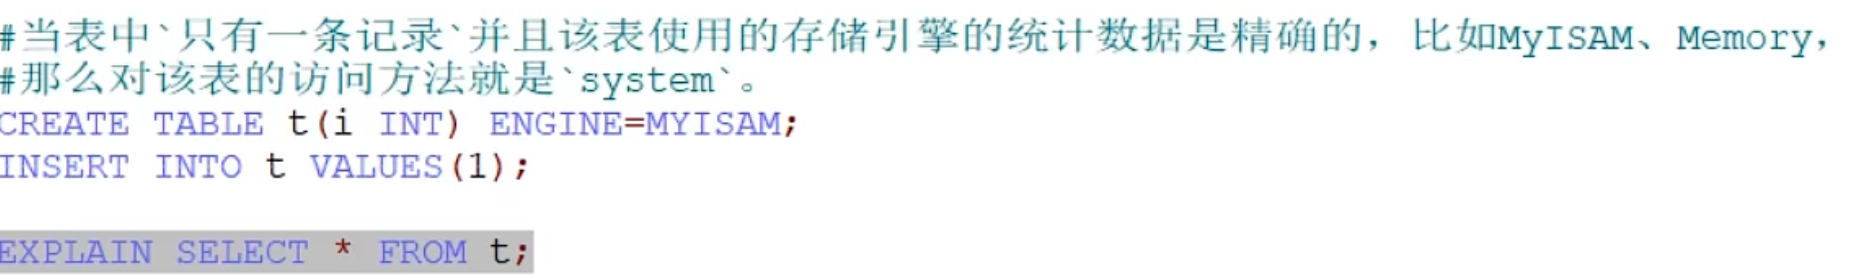 #当表中`只有一条记录`并且该表使用的存储引擎的统计数据是精确的，比如MyISAM、Memory，
#那么对该表的访问方法就是`system`。
CREATE TABLE t(i INT) ENGINE=MYISAM;
INSERT INTO t VALUES(1);
EXPLAIN SELECT * FROM t;